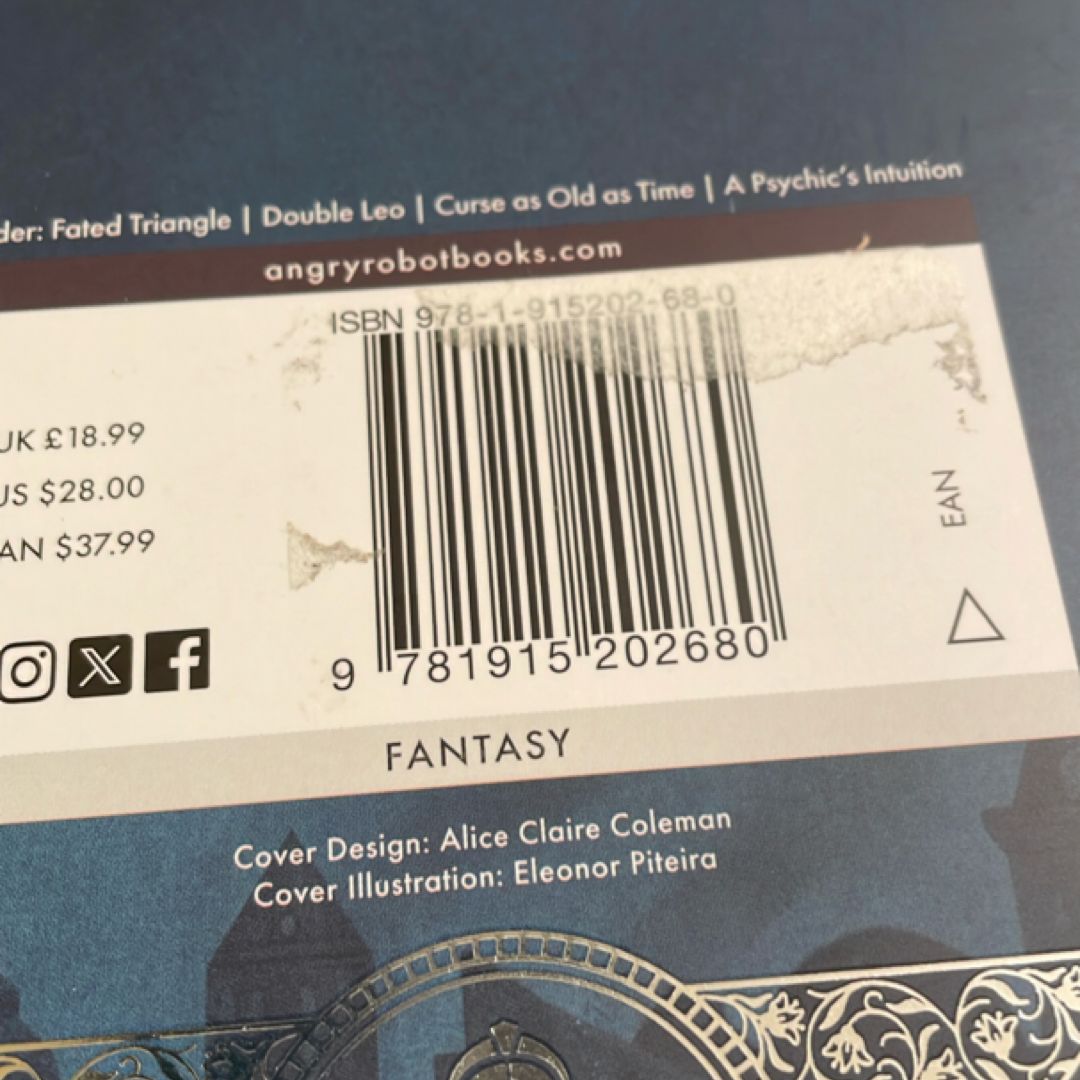 der: Fated Triangle | Double Leo | Curse as Old as Time | A Psychic's Intuition
angryrobotbooks.com
ISBN 978-1-915202-68-0
UK £18.99
US $28.00
AN $37.99
EAN
9 781915 202680
FANTASY
Cover Design: Alice Claire Coleman
Cover Illustration: Eleonor Piteira